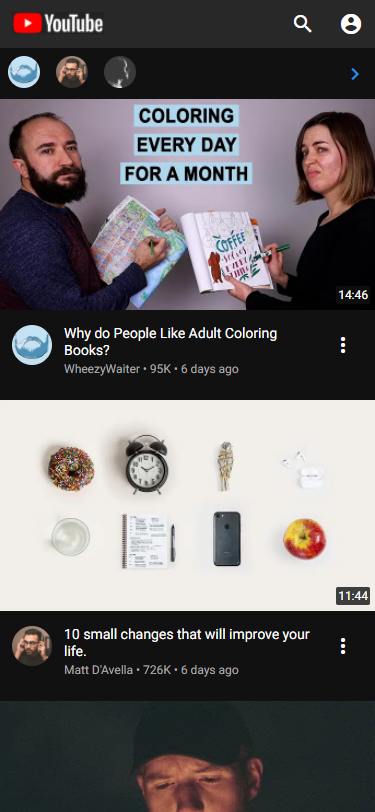 YouTube
COLORING
EVERY DAY
FOR A MONTH
COFFEE
14:46
Why do People Like Adult Coloring
Books?
WheezyWaiter • 95K • 6 days ago
11:44
10 small changes that will improve your
life.
Matt D'Avella • 726K • 6 days ago